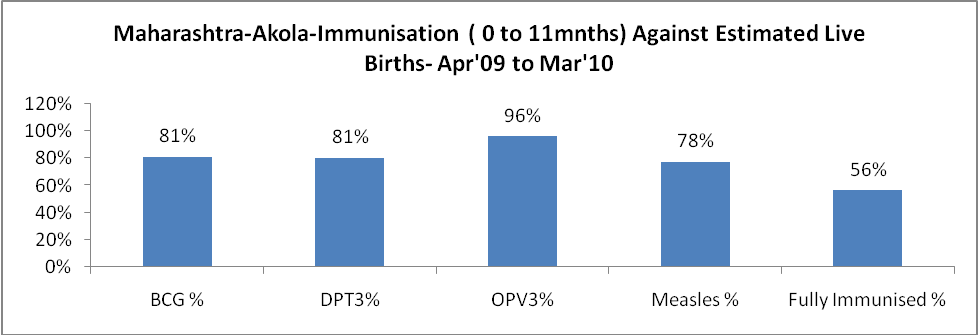 Maharashtra-Akola-Immunisation ( 0 to 11mnths) Against Estimated Live
Births- Apr'09 to Mar'10
120%
100%
80%
60%
40%
20%
0%
81%
81%
96%
78%
56%
BCG %
DPT3%
OPV3%
Measles %
Fully Immunised %